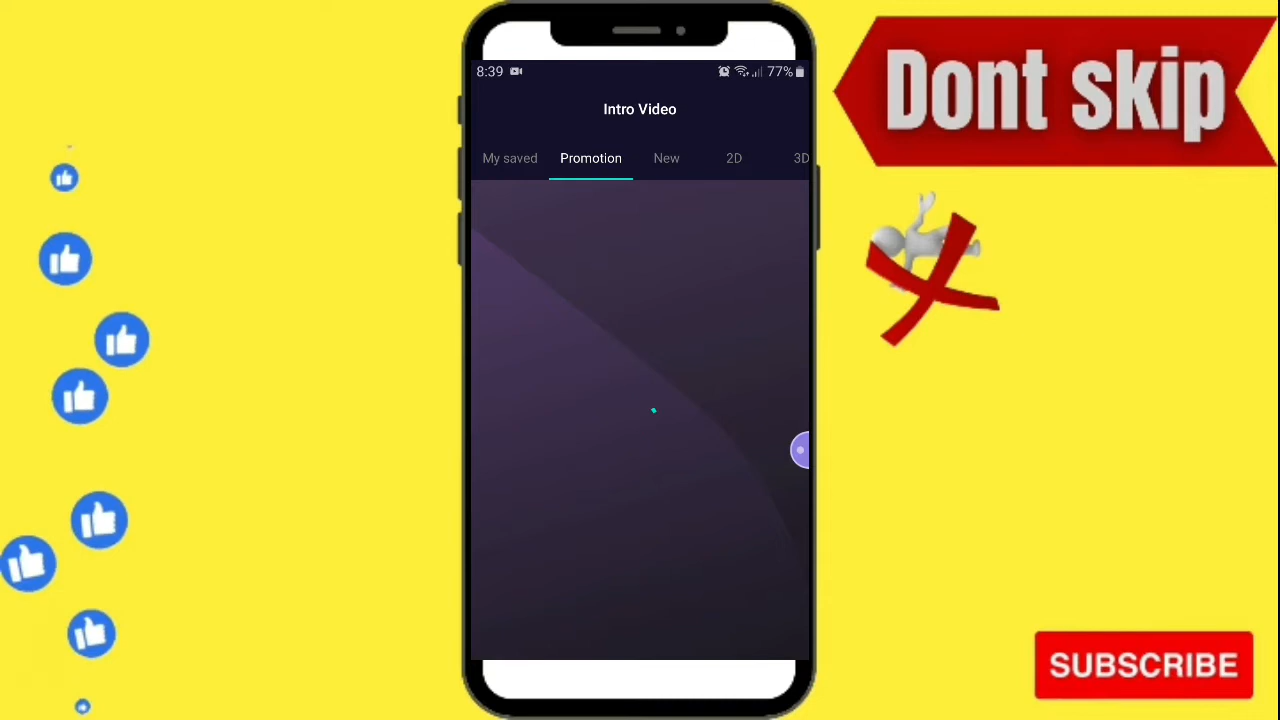 8:39
77%
Intro Video
My saved
Promotion
New
2D
3D
Dont skip
SUBSCRIBE